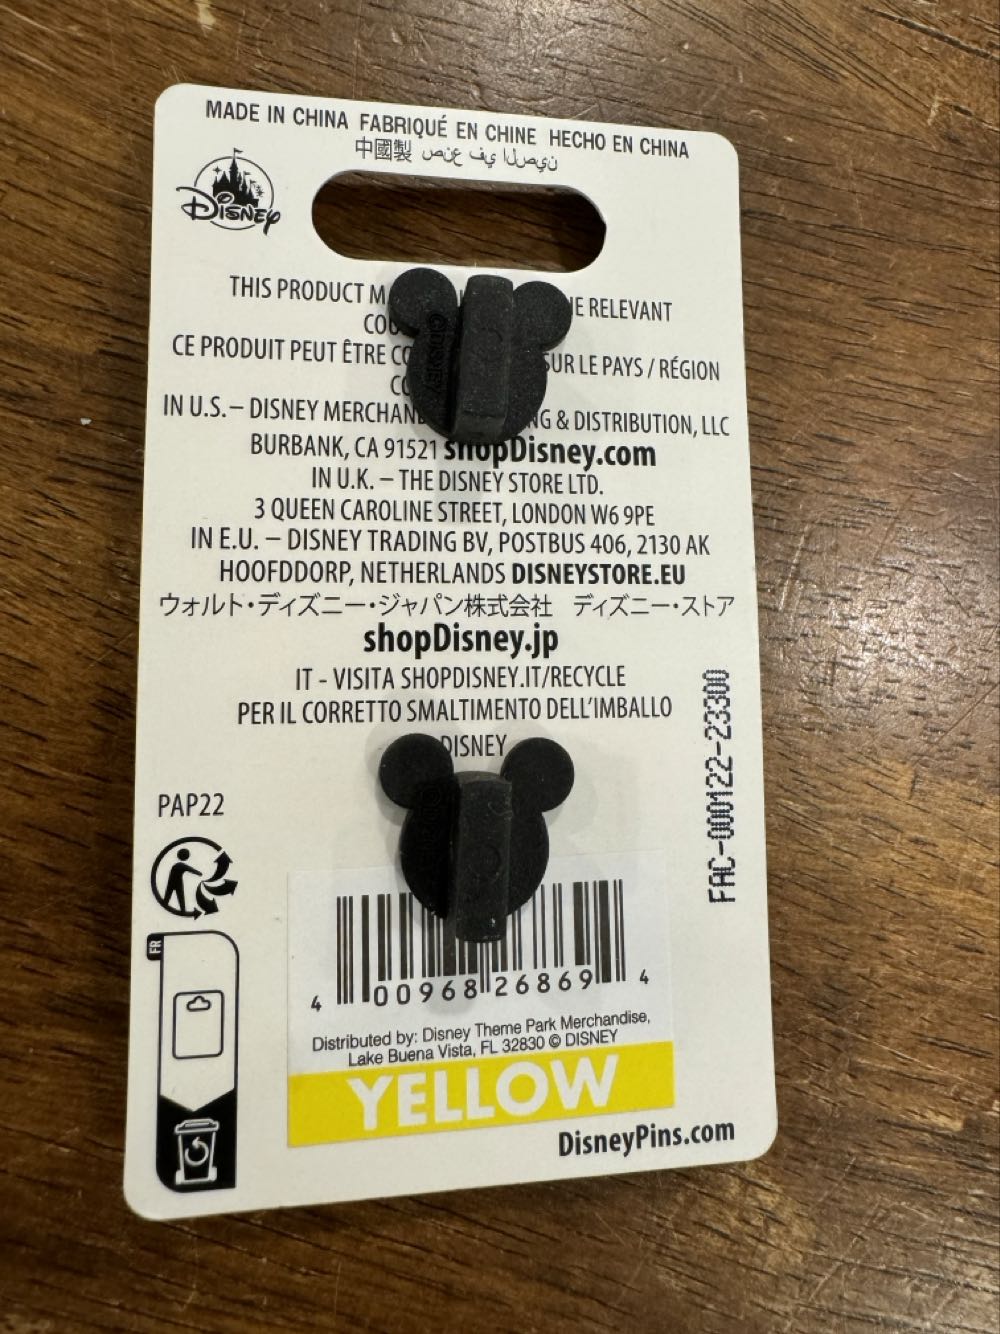 MADE IN CHINA FABRIQUÉ EN CHINE HECHO EN CHINA
中國製 صنع في الصين
Disney
THIS PRODUCT RELEVANT
CE PRODUIT PEUT ÊTRE SUR LE PAYS / RÉGION
IN U.S. – DISNEY & DISTRIBUTION, LLC
BURBANK, CA 91521 shopDisney.com
IN U.K. – THE DISNEY STORE LTD.
3 QUEEN CAROLINE STREET, LONDON W6 9PE
IN E.U. – DISNEY TRADING BV, POSTBUS 406, 2130 AK
HOOFDDORP, NETHERLANDS DISNEYSTORE.EU
ウォルト・ディズニー・ジャパン株式会社 ディズニー・ストア
shopDisney.jp
IT - VISITA SHOPDISNEY.IT/RECYCLE
PER IL CORRETTO SMALTIMENTO DELL'IMBALLO
DISNEY
FAC-000122-23300
PAP22
FR
4 00968 26869 4
Distributed by: Disney Theme Park Merchandise,
Lake Buena Vista, FL 32830 © DISNEY
YELLOW
DisneyPins.com